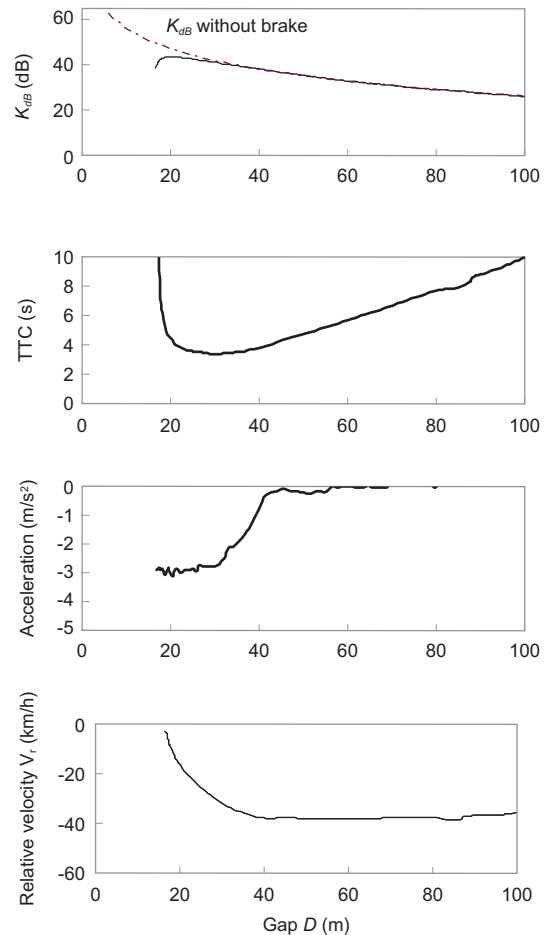 60
40
20
0
K_dB (dB)
K_dB without brake
0 20 40 60 80 100
10
8
6
4
2
0
TTC (s)
0 20 40 60 80 100
0
-1
-2
-3
-4
-5
Acceleration (m/s²)
0 20 40 60 80 100
0
-20
-40
-60
Relative velocity V_r (km/h)
0 20 40 60 80 100
Gap D (m)